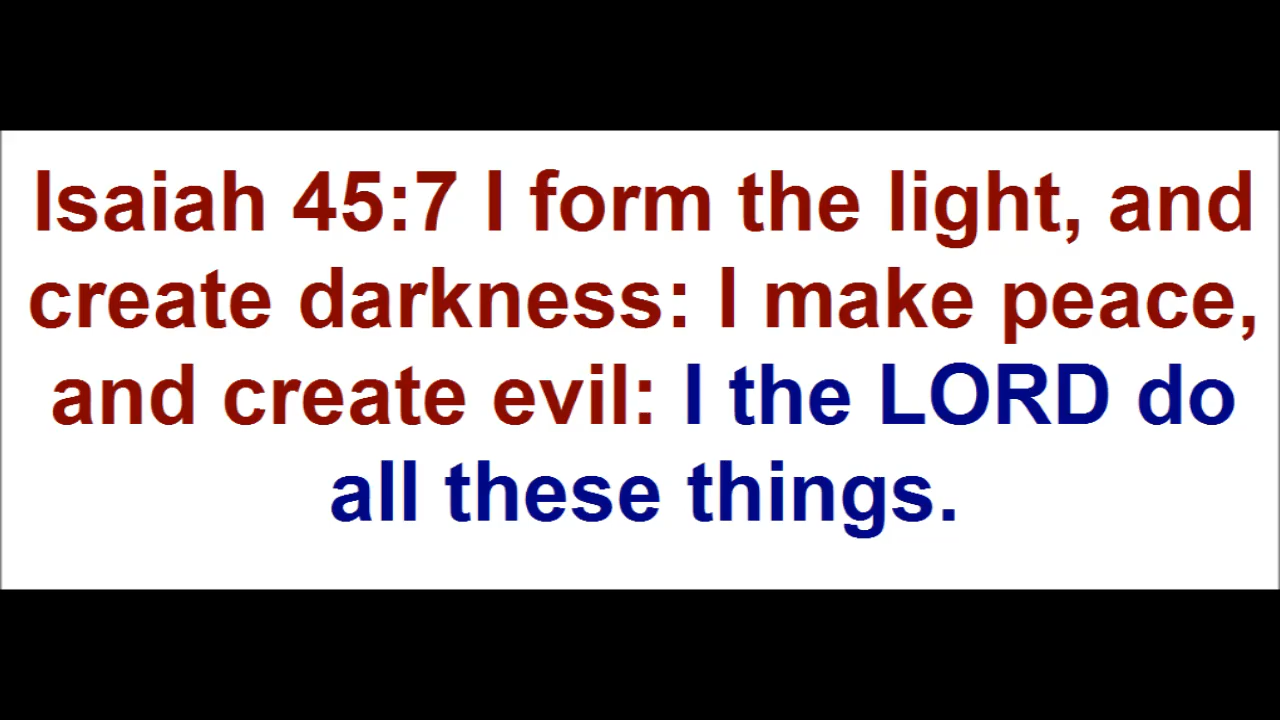 Isaiah 45:7 I form the light, and
create darkness: I make peace,
and create evil: I the LORD do
all these things.